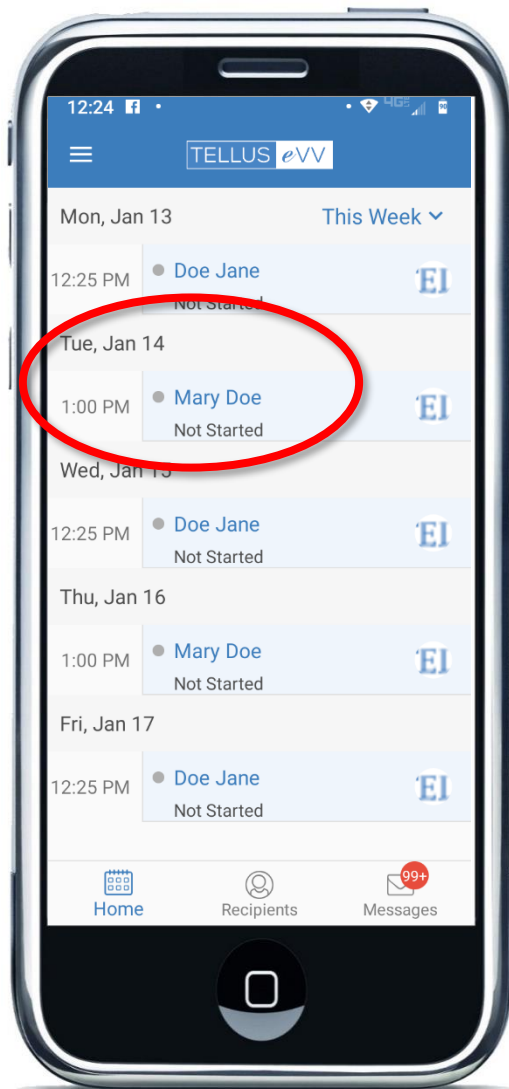 12:24
4GE
TELLUS eVV
Mon, Jan 13 This Week
12:25 PM Doe Jane EI
Not Started
Tue, Jan 14
1:00 PM Mary Doe EI
Not Started
Wed, Jan 15
12:25 PM Doe Jane EI
Not Started
Thu, Jan 16
1:00 PM Mary Doe EI
Not Started
Fri, Jan 17
12:25 PM Doe Jane EI
Not Started
99+
Home Recipients Messages